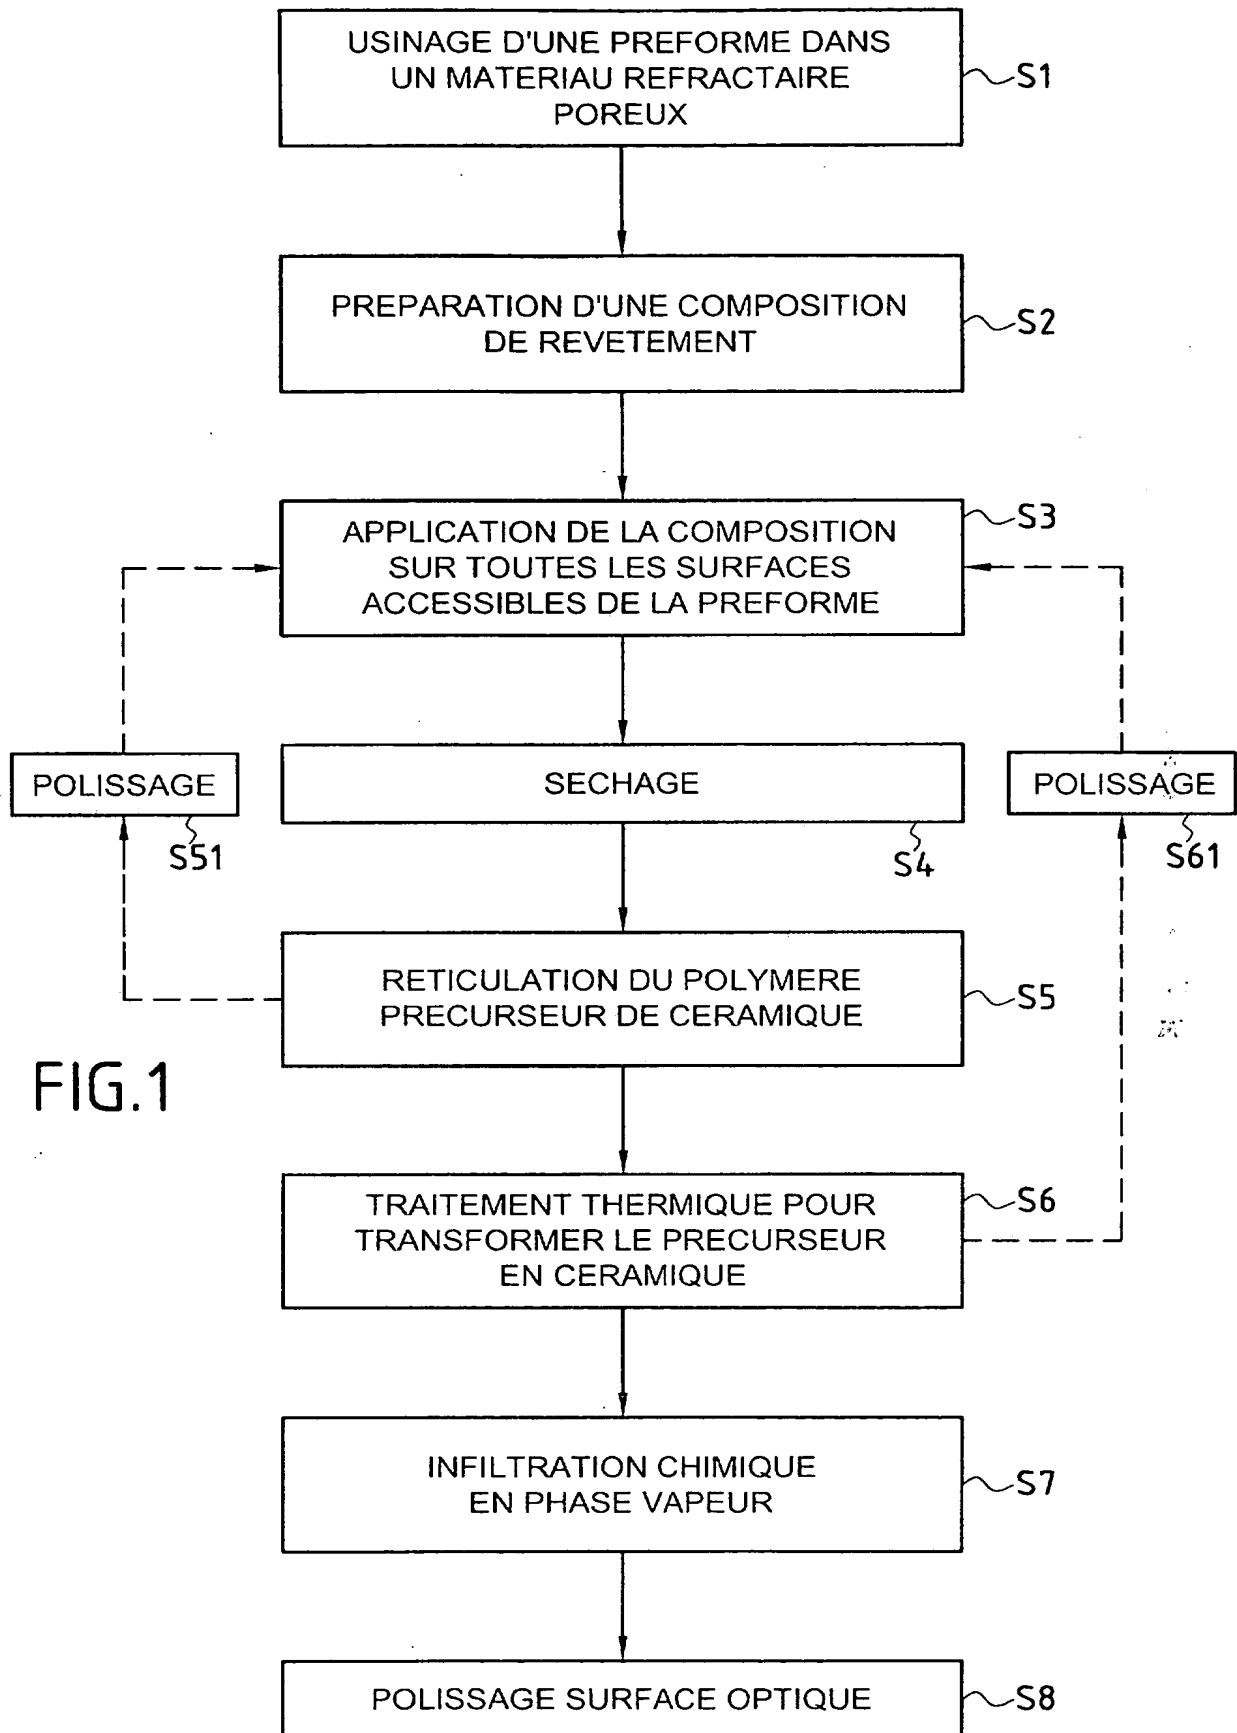 USINAGE D'UNE PREFORME DANS
UN MATERIAU REFRACTAIRE
POREUX
S1
PREPARATION D'UNE COMPOSITION
DE REVETEMENT
S2
APPLICATION DE LA COMPOSITION
SUR TOUTES LES SURFACES
ACCESSIBLES DE LA PREFORME
S3
POLISSAGE
S51
SECHAGE
S4
POLISSAGE
S61
RETICULATION DU POLYMERE
PRECURSEUR DE CERAMIQUE
S5
FIG.1
TRAITEMENT THERMIQUE POUR
TRANSFORMER LE PRECURSEUR
EN CERAMIQUE
S6
INFILTRATION CHIMIQUE
EN PHASE VAPEUR
S7
POLISSAGE SURFACE OPTIQUE
S8